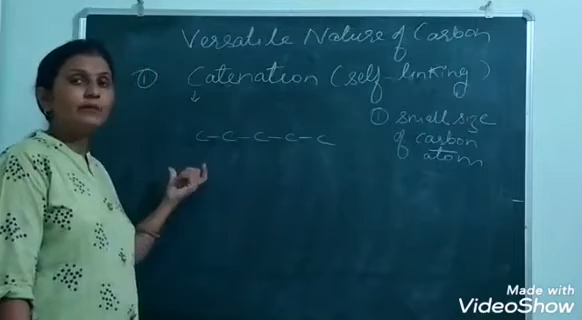 Versatile Nature of Carbon
① Catenation (self-linking)
↓
C-C-C-C-C
① small size
of carbon
atom
Made with
VideoShow